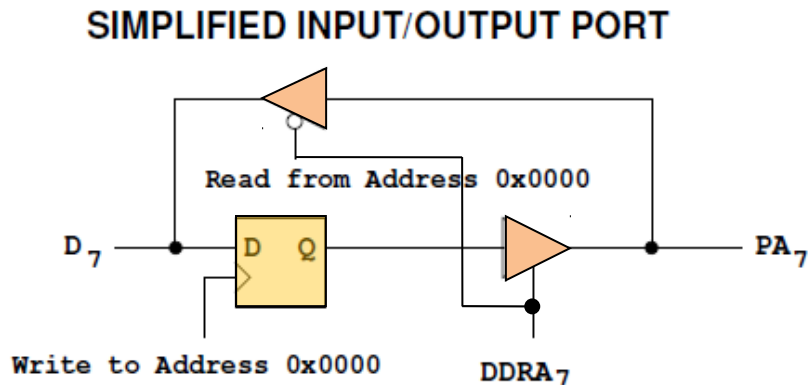 SIMPLIFIED INPUT/OUTPUT PORT
Read from Address 0x0000
D7
D Q
PA7
Write to Address 0x0000
DDRA7